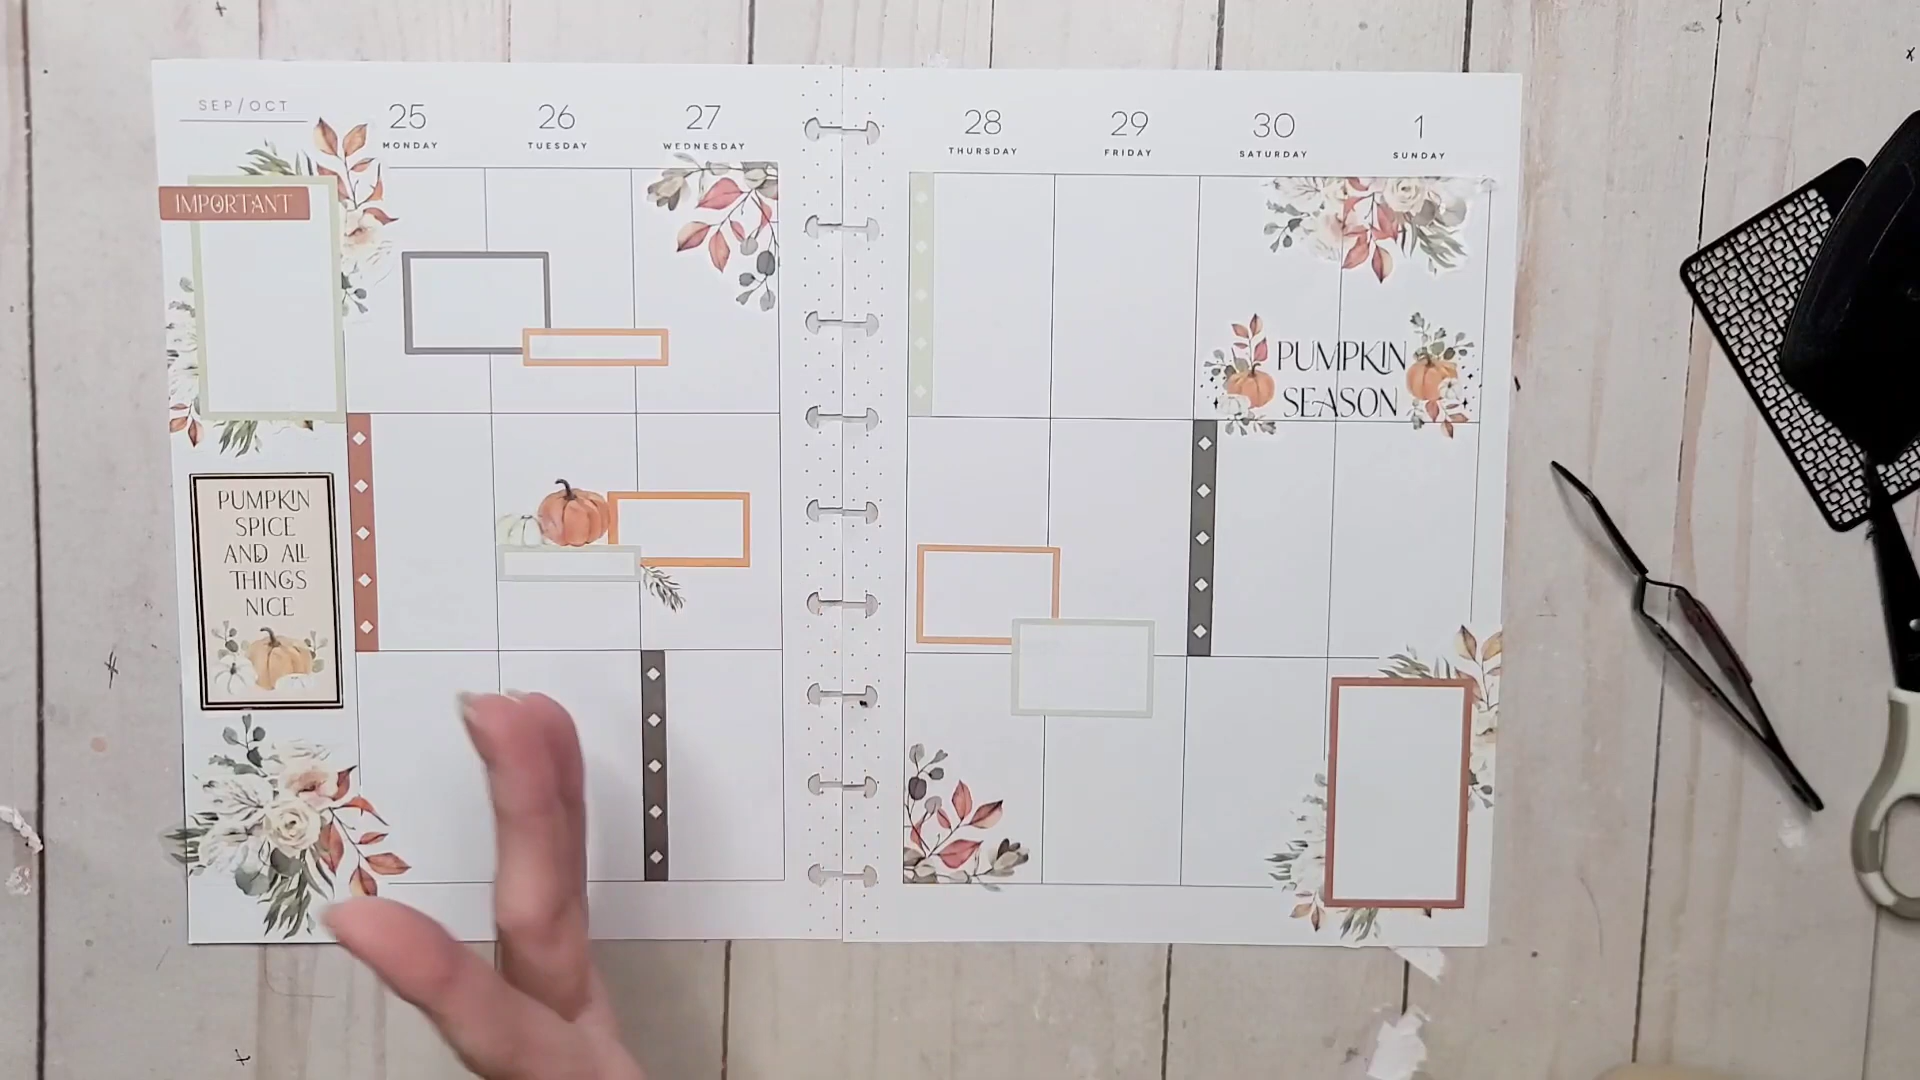 SEP/OCT
25
MONDAY
26
TUESDAY
27
WEDNESDAY
28
THURSDAY
29
FRIDAY
30
SATURDAY
1
SUNDAY
IMPORTANT
PUMPKIN
SPICE
AND ALL
THINGS
NICE
PUMPKIN
SEASON